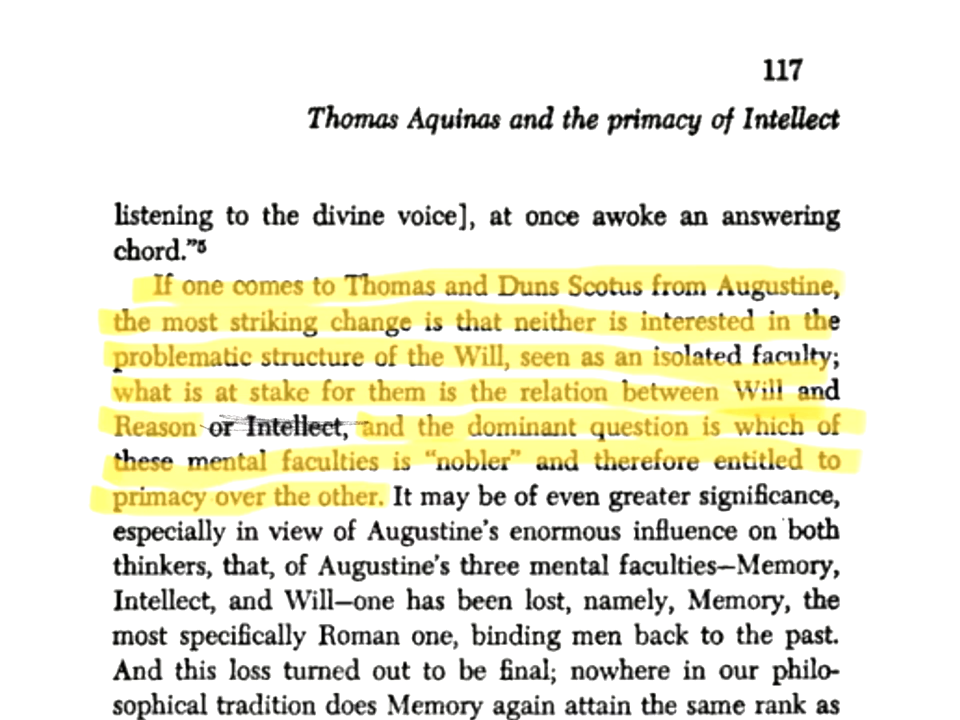 117
Thomas Aquinas and the primacy of Intellect
listening to the divine voice], at once awoke an answering
chord."5
If one comes to Thomas and Duns Scotus from Augustine,
the most striking change is that neither is interested in the
problematic structure of the Will, seen as an isolated faculty;
what is at stake for them is the relation between Will and
Reason or Intellect, and the dominant question is which of
these mental faculties is "nobler" and therefore entitled to
primacy over the other. It may be of even greater significance,
especially in view of Augustine's enormous influence on both
thinkers, that, of Augustine's three mental faculties—Memory,
Intellect, and Will—one has been lost, namely, Memory, the
most specifically Roman one, binding men back to the past.
And this loss turned out to be final; nowhere in our philo-
sophical tradition does Memory again attain the same rank as